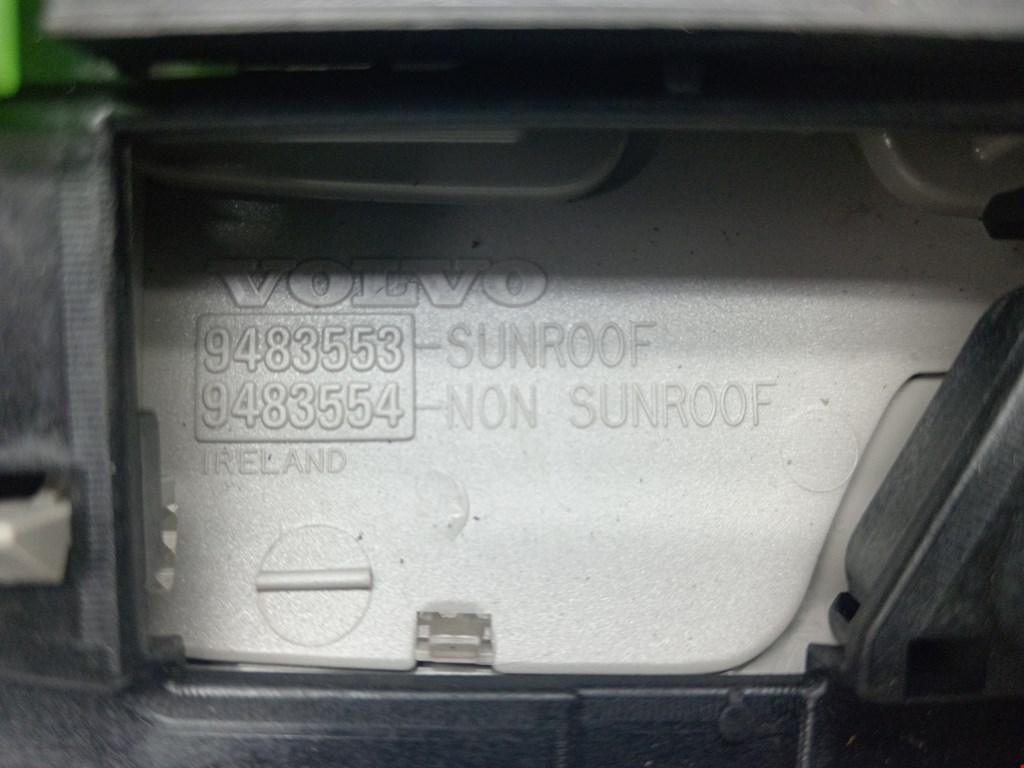 VOLVO
9483553-SUNROOF
9483554-NON SUNROOF
IRELAND